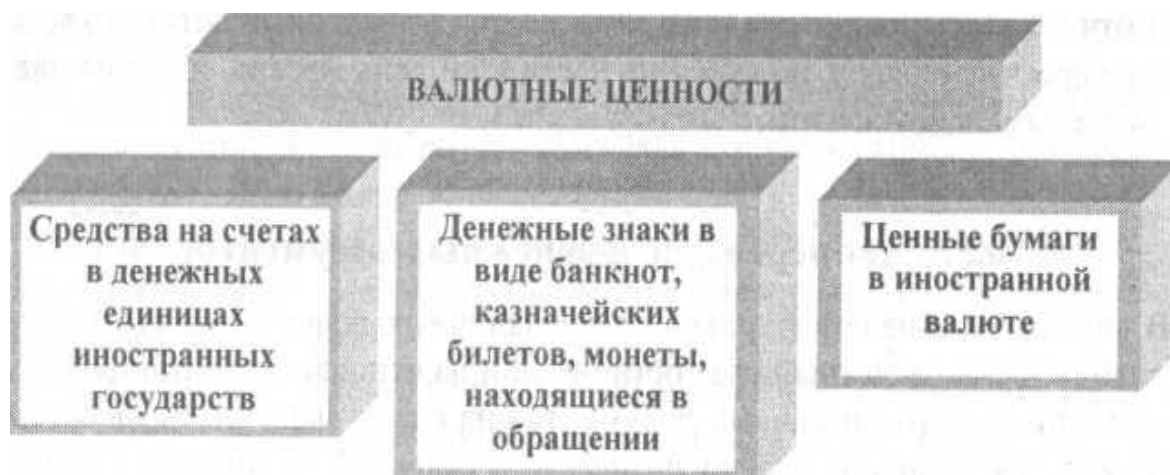 ВАЛЮТНЫЕ ЦЕННОСТИ
Средства на счетах
в денежных
единицах
иностранных
государств
Денежные знаки в
виде банкнот,
казначейских
билетов, монеты,
находящиеся в
обращении
Ценные бумаги
в иностранной
валюте